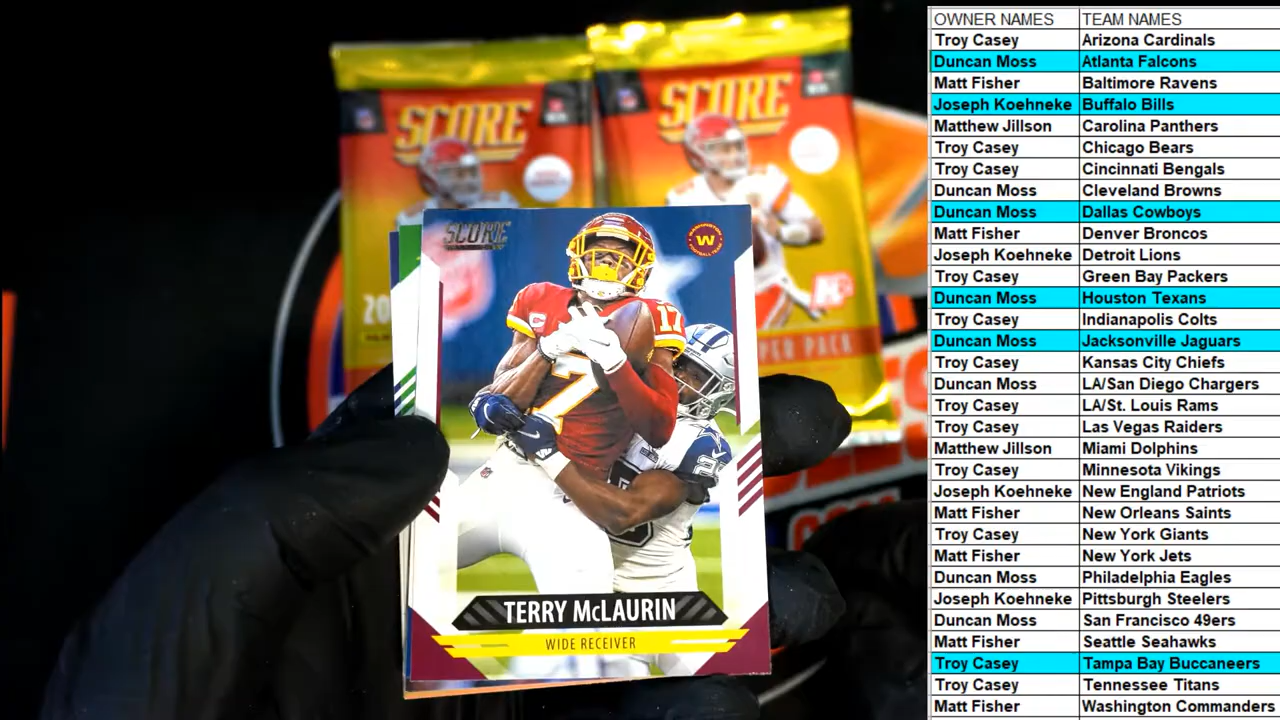 OWNER NAMES TEAM NAMES
Troy Casey Arizona Cardinals
Duncan Moss Atlanta Falcons
Matt Fisher Baltimore Ravens
Joseph Koehneke Buffalo Bills
Matthew Jillson Carolina Panthers
Troy Casey Chicago Bears
Troy Casey Cincinnati Bengals
Duncan Moss Cleveland Browns
Duncan Moss Dallas Cowboys
Matt Fisher Denver Broncos
Joseph Koehneke Detroit Lions
Troy Casey Green Bay Packers
Duncan Moss Houston Texans
Troy Casey Indianapolis Colts
Duncan Moss Jacksonville Jaguars
Troy Casey Kansas City Chiefs
Duncan Moss LA/San Diego Chargers
Troy Casey LA/St. Louis Rams
Troy Casey Las Vegas Raiders
Matthew Jillson Miami Dolphins
Troy Casey Minnesota Vikings
Joseph Koehneke New England Patriots
Matt Fisher New Orleans Saints
Troy Casey New York Giants
Matt Fisher New York Jets
Duncan Moss Philadelphia Eagles
Joseph Koehneke Pittsburgh Steelers
Duncan Moss San Francisco 49ers
Matt Fisher Seattle Seahawks
Troy Casey Tampa Bay Buccaneers
Troy Casey Tennessee Titans
Matt Fisher Washington Commanders
SCORE
SCORE
SCORE
W
17
7
20
PACK
TERRY McLAURIN
WIDE RECEIVER